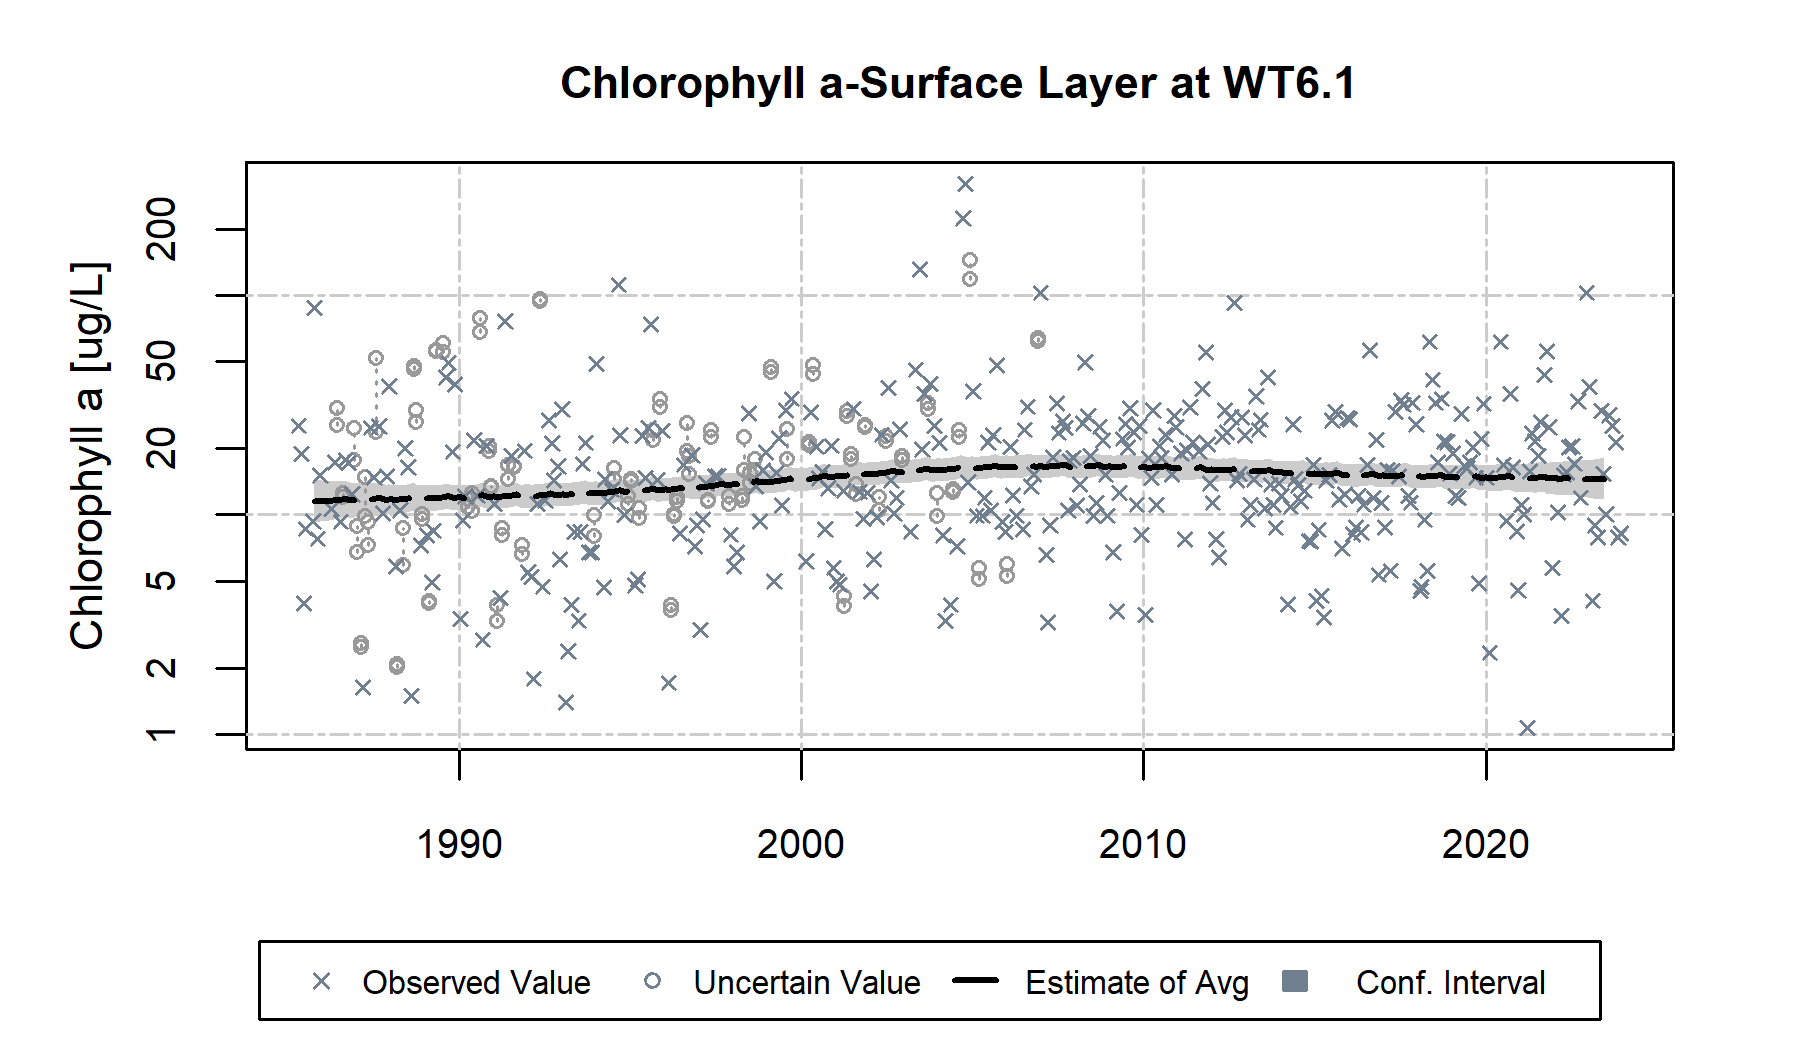 Chlorophyll a-Surface Layer at WT6.1
Chlorophyll a [ug/L]
200
50
20
5
2
1
1990 2000 2010 2020
Observed Value Uncertain Value Estimate of Avg Conf. Interval